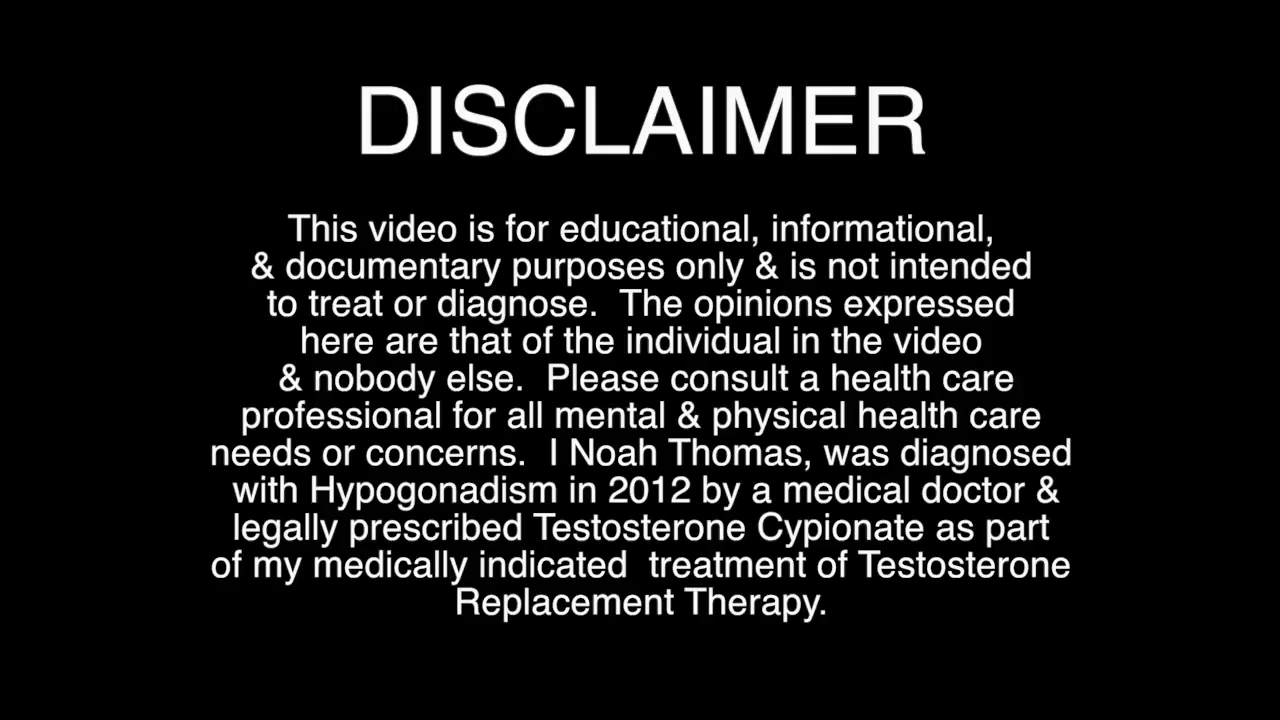 DISCLAIMER
This video is for educational, informational,
& documentary purposes only & is not intended
to treat or diagnose.  The opinions expressed
here are that of the individual in the video
& nobody else.  Please consult a health care
professional for all mental & physical health care
needs or concerns.  I Noah Thomas, was diagnosed
with Hypogonadism in 2012 by a medical doctor &
legally prescribed Testosterone Cypionate as part
of my medically indicated  treatment of Testosterone
Replacement Therapy.